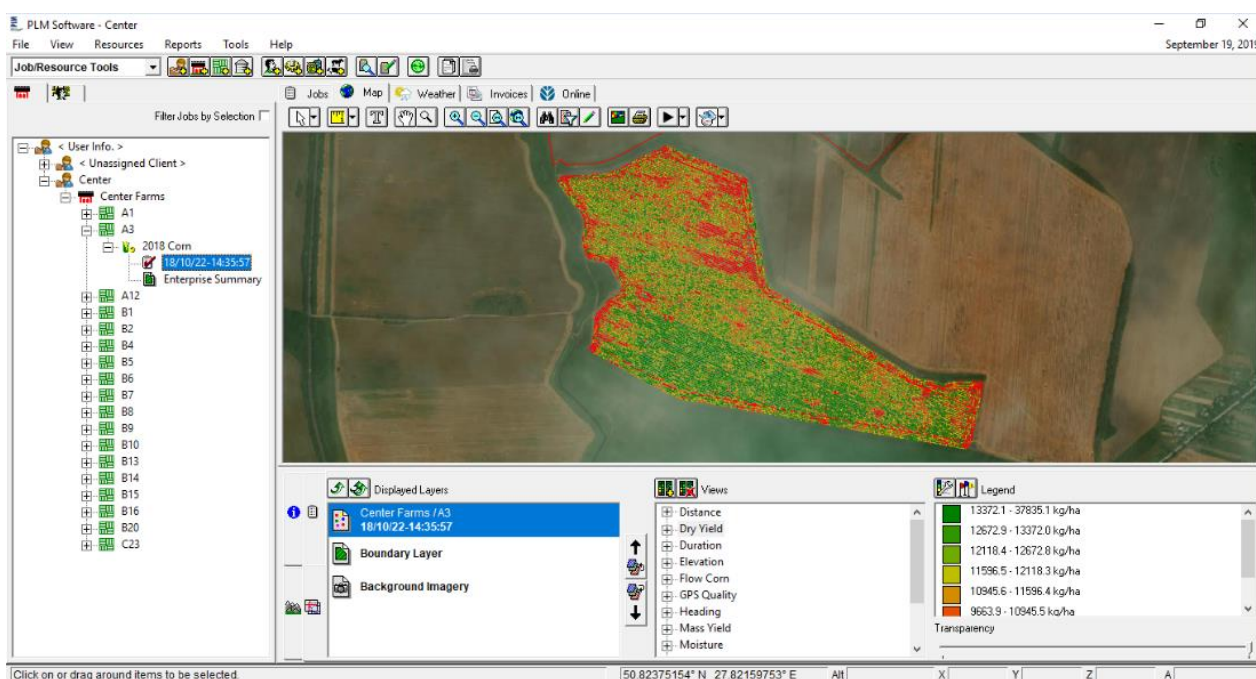 PLM Software - Center
File View Resources Reports Tools Help
September 19, 2019
Job/Resource Tools
Jobs Map Weather Invoices Online
Filter Jobs by Selection
< User Info. >
< Unassigned Client >
Center
Center Farms
A1
A3
2018 Corn
18/10/22-14:35:57
Enterprise Summary
A12
B1
B2
B4
B5
B6
B7
B8
B9
B10
B13
B14
B15
B16
B20
C23
Displayed Layers
Center Farms /A3
18/10/22-14:35:57
Boundary Layer
Background Imagery
Views
Distance
Dry Yield
Duration
Elevation
Flow Corn
GPS Quality
Heading
Mass Yield
Moisture
Legend
13372.1 - 37835.1 kg/ha
12672.9 - 13372.0 kg/ha
12118.4 - 12672.8 kg/ha
11596.5 - 12118.3 kg/ha
10945.6 - 11596.4 kg/ha
9663.9 - 10945.5 kg/ha
Transparency
Click on or drag around items to be selected.
50.82375154° N 27.82159753° E Alt X Y Z A